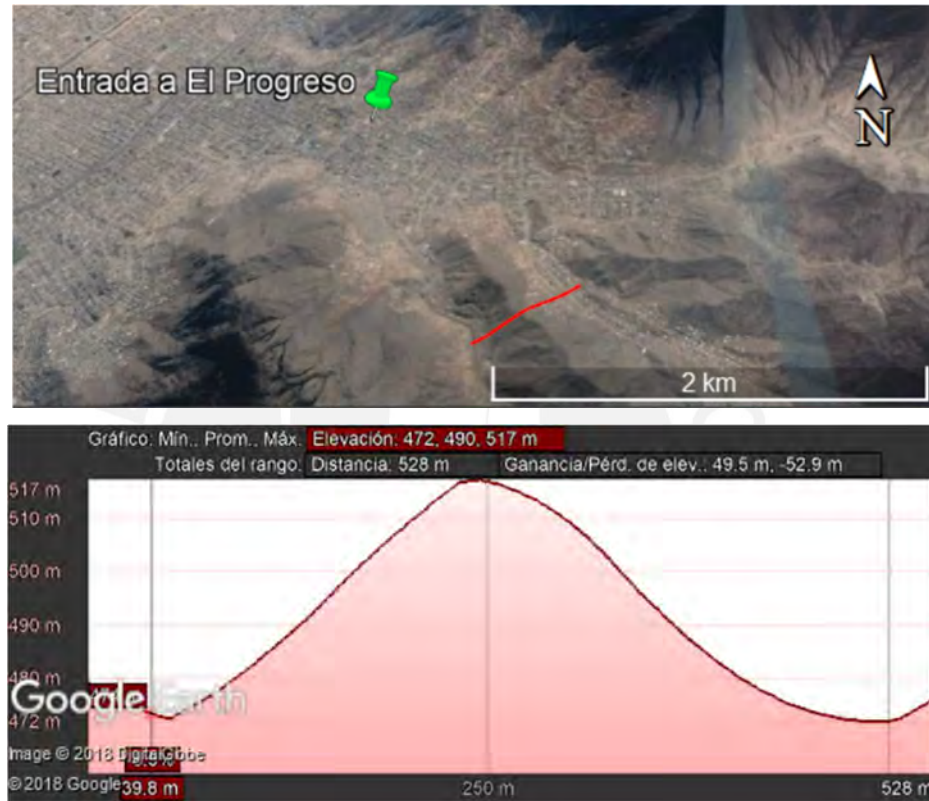 Entrada a El Progreso
N
2 km
Gráfico: Mín., Prom., Máx. Elevación: 472, 490, 517 m
Totales del rango: Distancia: 528 m Ganancia/Pérd. de elev.: 49.5 m, -52.9 m
517 m
510 m
500 m
490 m
480 m
Google Earth
472 m
Image © 2018 DigitalGlobe
© 2018 Google
39.8 m 250 m 528 m